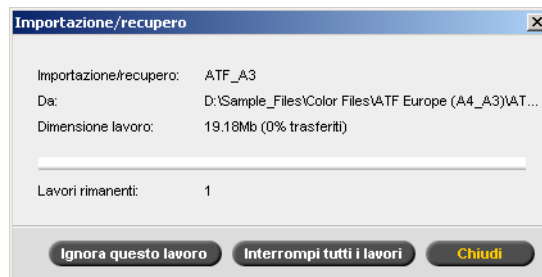 Importazione/recupero
Importazione/recupero: ATF_A3
Da: D:\Sample_Files\Color Files\ATF Europe (A4_A3)\AT...
Dimensione lavoro: 19.18Mb (0% trasferiti)
Lavori rimanenti: 1
Ignora questo lavoro Interrompi tutti i lavori Chiudi